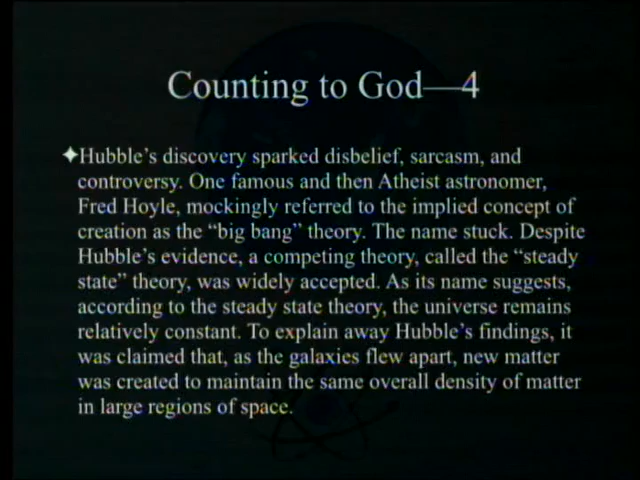 Counting to God—4
✦Hubble's discovery sparked disbelief, sarcasm, and
controversy. One famous and then Atheist astronomer,
Fred Hoyle, mockingly referred to the implied concept of
creation as the “big bang” theory. The name stuck. Despite
Hubble's evidence, a competing theory, called the “steady
state” theory, was widely accepted. As its name suggests,
according to the steady state theory, the universe remains
relatively constant. To explain away Hubble's findings, it
was claimed that, as the galaxies flew apart, new matter
was created to maintain the same overall density of matter
in large regions of space.